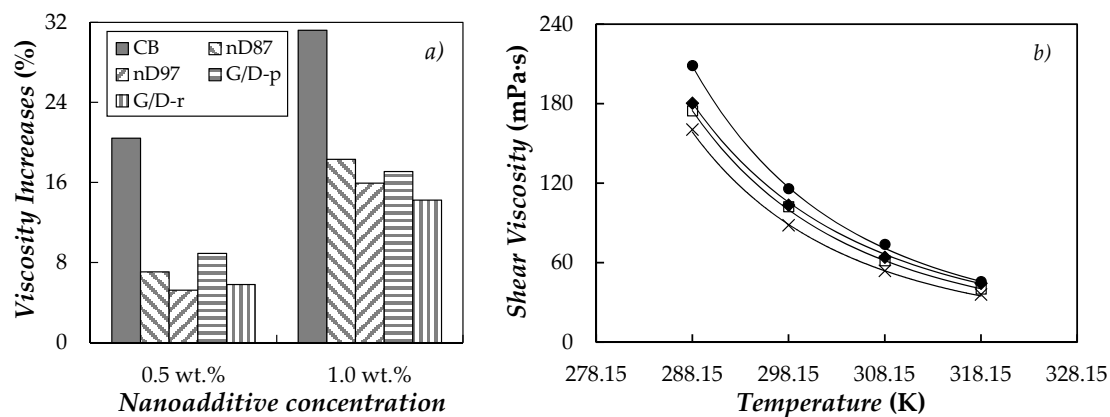 Viscosity Increases (%)
32
24
16
8
0
CB
nD87
nD97
G/D-p
G/D-r
a)
0.5 wt.%
1.0 wt.%
Nanoadditive concentration
Shear Viscosity (mPa·s)
240
180
120
60
0
b)
278.15 288.15 298.15 308.15 318.15 328.15
Temperature (K)